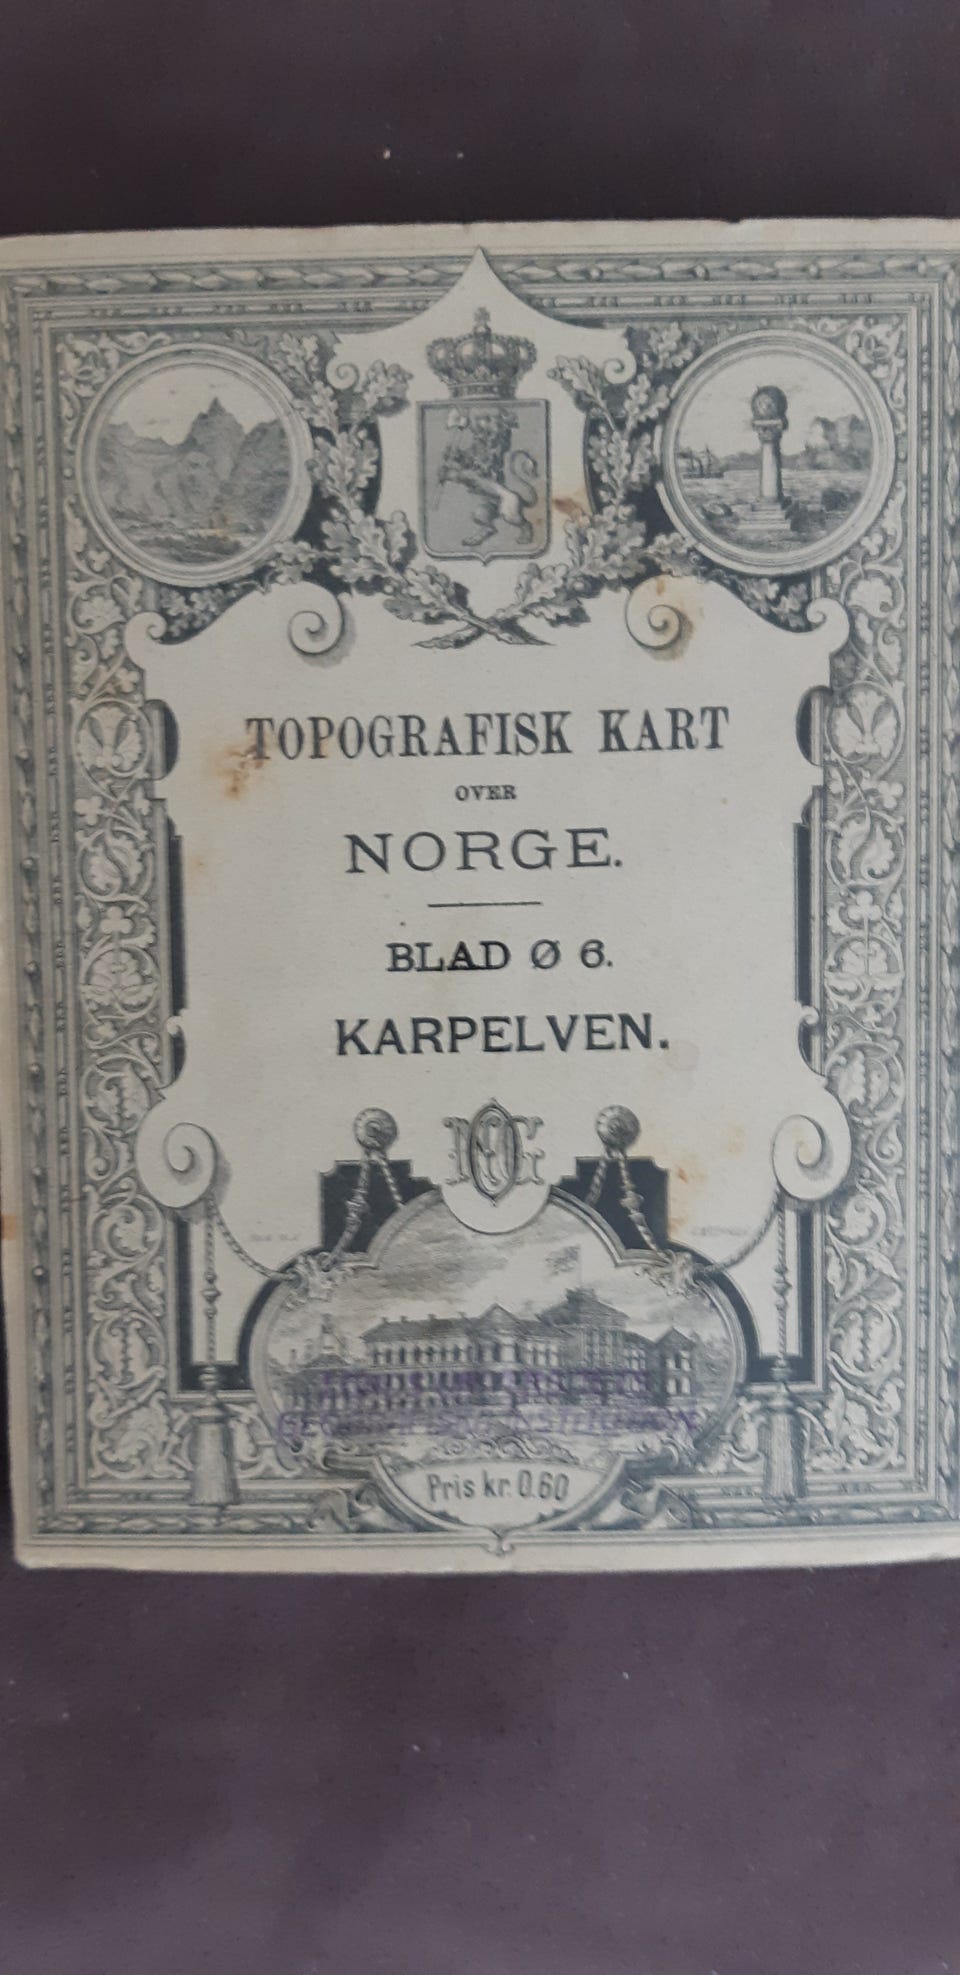 TOPOGRAFISK KART
OVER
NORGE.
BLAD Ø 6.
KARPELVEN.
Pris kr. 0.60